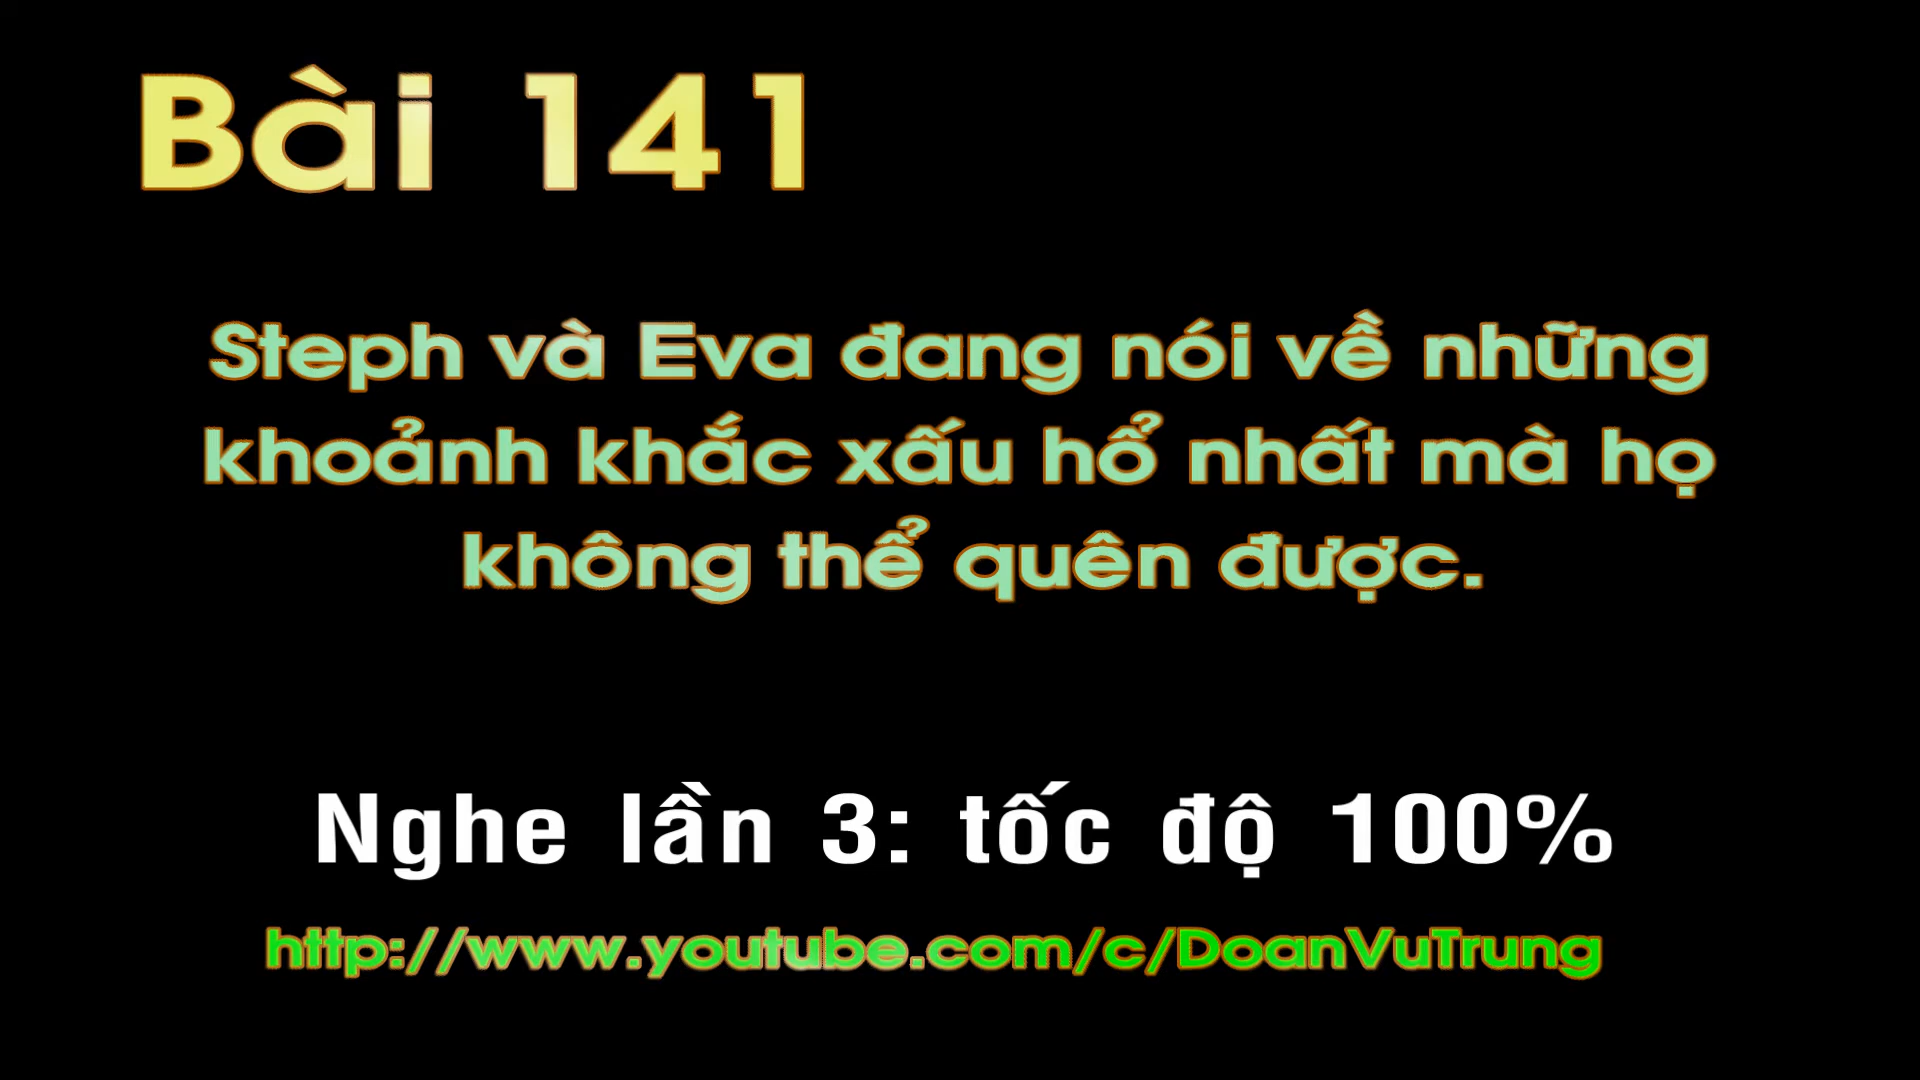 Bài 141
Steph và Eva đang nói về những
khoảnh khắc xấu hổ nhất mà họ
không thể quên được.
Nghe lần 3: tốc độ 100%
http://www.youtube.com/c/DoanVuTrung